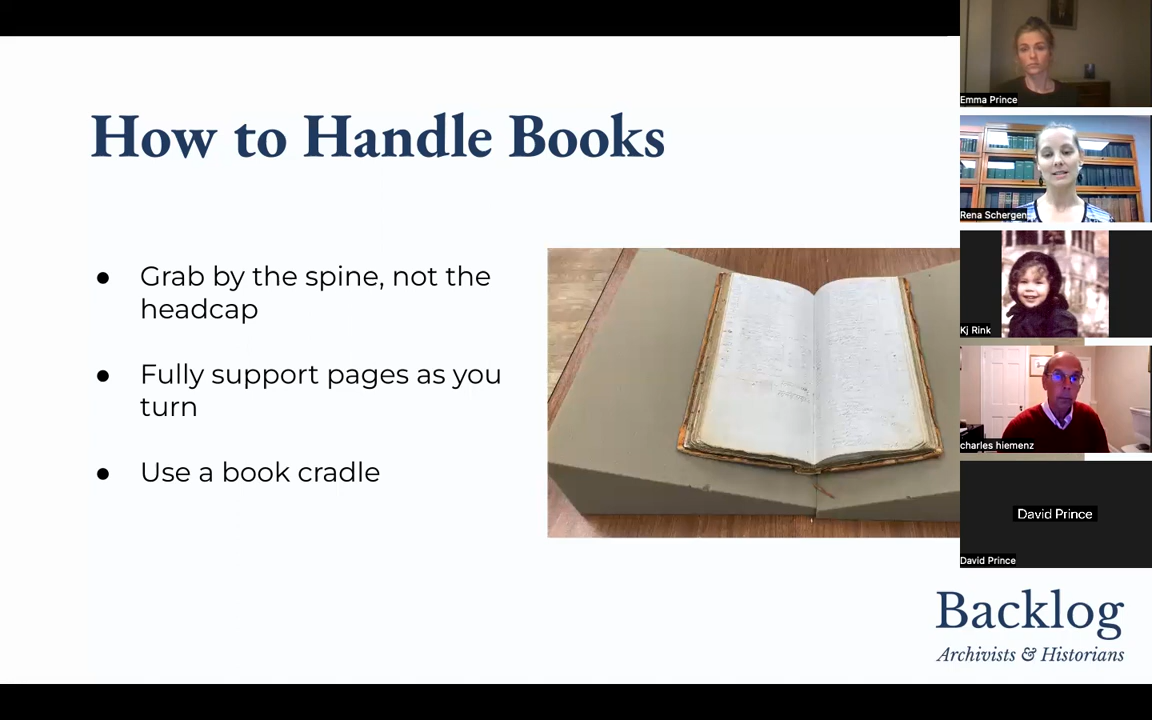 How to Handle Books
● Grab by the spine, not the
headcap
● Fully support pages as you
turn
● Use a book cradle
Emma Prince
Rena Schergen
Kj Rink
charles hiemenz
David Prince
David Prince
Backlog
Archivists & Historians